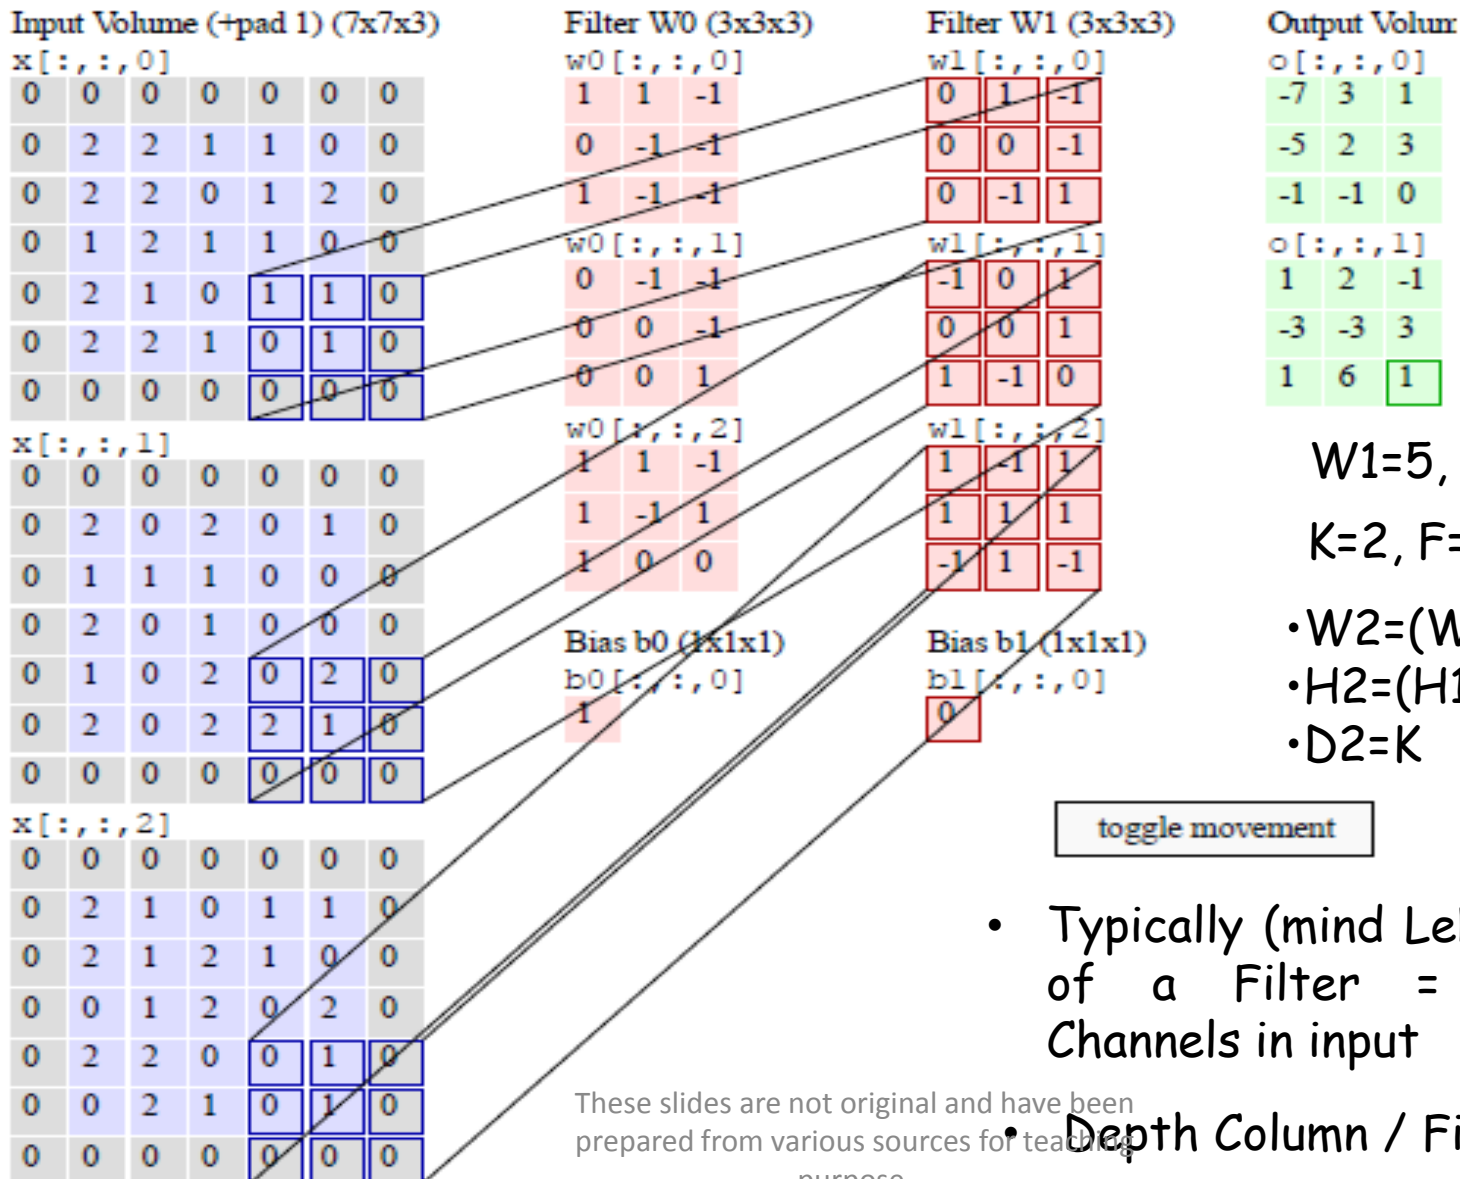 Input Volume (+pad 1) (7x7x3)
x[:,:,0]
0 0 0 0 0 0 0
0 2 2 1 1 0 0
0 2 2 0 1 2 0
0 1 2 1 1 0 0
0 2 1 0 1 1 0
0 2 2 1 0 1 0
0 0 0 0 0 0 0
x[:,:,1]
0 0 0 0 0 0 0
0 2 0 2 0 1 0
0 1 1 1 0 0 0
0 2 0 1 0 0 0
0 1 0 2 0 2 0
0 2 0 2 2 1 0
0 0 0 0 0 0 0
x[:,:,2]
0 0 0 0 0 0 0
0 2 1 0 1 1 0
0 2 1 2 1 0 0
0 0 1 2 0 2 0
0 2 2 0 0 1 0
0 0 2 1 0 1 0
0 0 0 0 0 0 0
Filter W0 (3x3x3)
w0[:,:,0]
1 1 -1
0 -1 -1
1 -1 -1
w0[:,:,1]
0 -1 -1
0 0 -1
0 0 1
w0[:,:,2]
1 1 -1
1 -1 1
1 0 0
Bias b0 (1x1x1)
b0[:,:,0]
1
Filter W1 (3x3x3)
w1[:,:,0]
0 1 -1
0 0 -1
0 -1 1
w1[:,:,1]
-1 0 1
0 0 1
1 -1 0
w1[:,:,2]
1 -1 1
1 1 1
-1 1 -1
Bias b1 (1x1x1)
b1[:,:,0]
0
Output Volum
o[:,:,0]
-7 3 1
-5 2 3
-1 -1 0
o[:,:,1]
1 2 -1
-3 -3 3
1 6 1
W1=5,
K=2, F=
•W2=(W
•H2=(H1
•D2=K
toggle movement
• Typically (mind Le
of a Filter =
Channels in input
• Depth Column / Fi
These slides are not original and have been
prepared from various sources for teaching
purpose